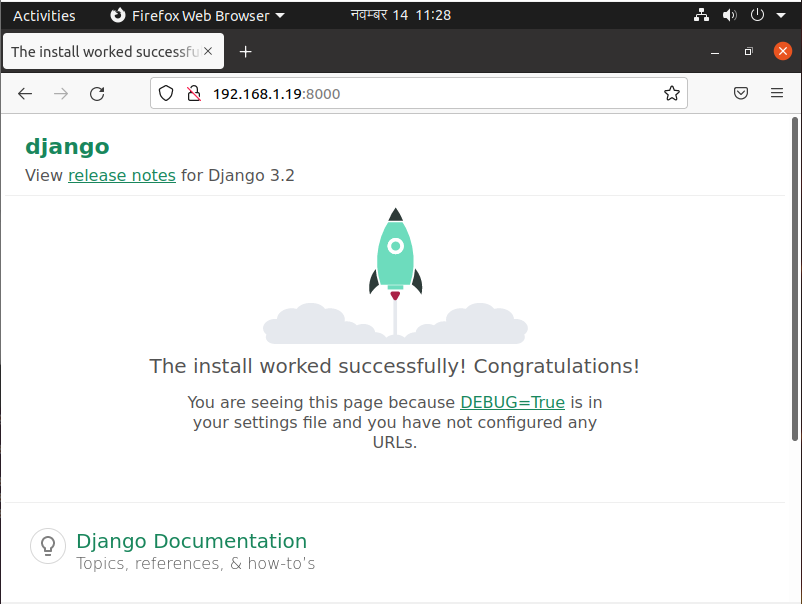 Activities Firefox Web Browser नवम्बर 14 11:28
The install worked successfu
192.168.1.19:8000
django
View release notes for Django 3.2
The install worked successfully! Congratulations!
You are seeing this page because DEBUG=True is in
your settings file and you have not configured any
URLs.
Django Documentation
Topics, references, & how-to's